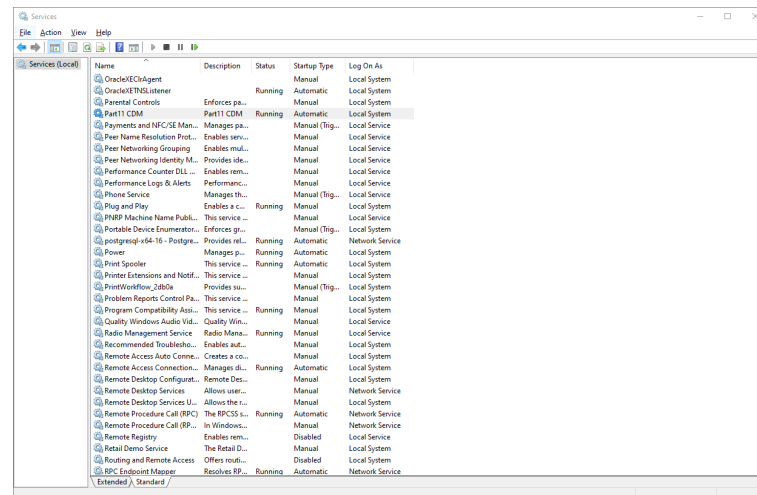 Services
File Action View Help
Services (Local)
Name Description Status Startup Type Log On As
OracleXEClrAgent Manual Local System
OracleXETNSListener Running Automatic Local System
Parental Controls Enforces pa... Manual Local System
Part11 CDM Part11 CDM Running Automatic Local System
Payments and NFC/SE Man... Manages pa... Manual (Trig... Local Service
Peer Name Resolution Prot... Enables serv... Manual Local Service
Peer Networking Grouping Enables mul... Manual Local Service
Peer Networking Identity M... Provides ide... Manual Local Service
Performance Counter DLL ... Enables rem... Manual Local Service
Performance Logs & Alerts Performanc... Manual Local Service
Phone Service Manages th... Manual (Trig... Local Service
Plug and Play Enables a c... Running Manual Local System
PNRP Machine Name Publi... This service ... Manual Local Service
Portable Device Enumerator... Enforces gr... Manual (Trig... Local System
postgresql-x64-16 - Postgre... Provides rel... Running Automatic Network Service
Power Manages p... Running Automatic Local System
Print Spooler This service ... Running Automatic Local System
Printer Extensions and Notif... This service ... Manual Local System
PrintWorkflow_2db0a Provides su... Manual (Trig... Local System
Problem Reports Control Pa... This service ... Manual Local System
Program Compatibility Assi... This service ... Running Manual Local System
Quality Windows Audio Vid... Quality Win... Manual Local Service
Radio Management Service Radio Mana... Running Manual Local Service
Recommended Troublesho... Enables aut... Manual Local System
Remote Access Auto Conne... Creates a co... Manual Local System
Remote Access Connection... Manages di... Running Automatic Local System
Remote Desktop Configurat... Remote Des... Manual Local System
Remote Desktop Services Allows user... Manual Network Service
Remote Desktop Services U... Allows the r... Manual Local System
Remote Procedure Call (RPC) The RPCSS s... Running Automatic Network Service
Remote Procedure Call (RP... In Windows... Manual Network Service
Remote Registry Enables rem... Disabled Local Service
Retail Demo Service The Retail D... Manual Local System
Routing and Remote Access Offers routi... Disabled Local System
RPC Endpoint Mapper Resolves RP... Running Automatic Network Service
Extended Standard